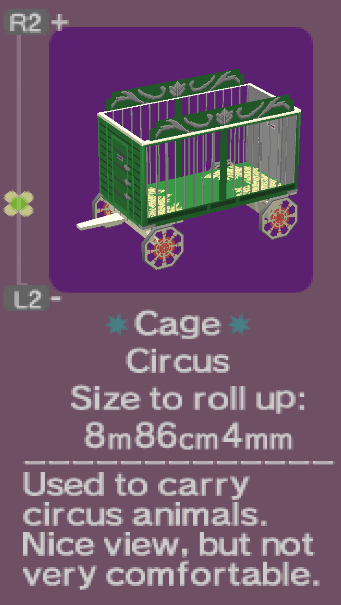 R2 +
L2 -
Cage
Circus
Size to roll up:
8m86cm4mm
Used to carry
circus animals.
Nice view, but not
very comfortable.